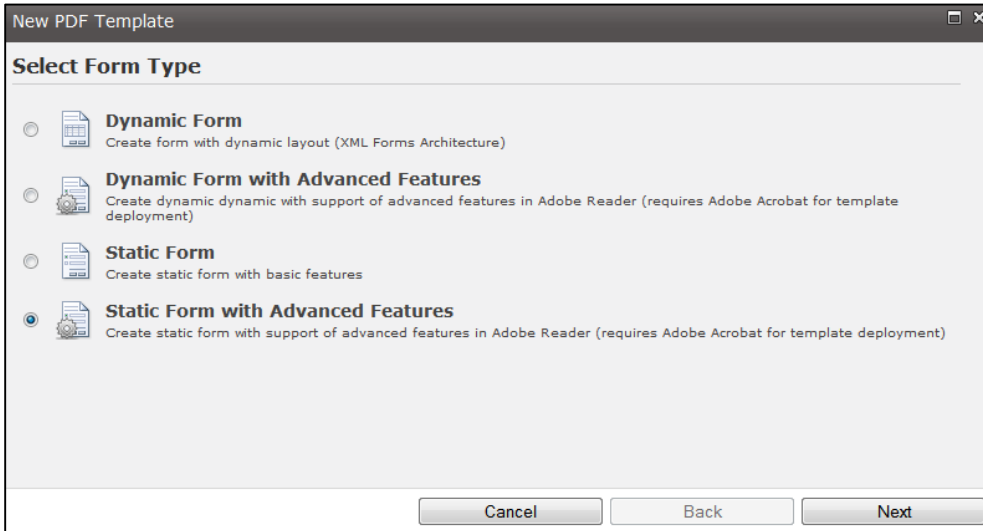 New PDF Template
Select Form Type
Dynamic Form
Create form with dynamic layout (XML Forms Architecture)
Dynamic Form with Advanced Features
Create dynamic dynamic with support of advanced features in Adobe Reader (requires Adobe Acrobat for template
deployment)
Static Form
Create static form with basic features
Static Form with Advanced Features
Create static form with support of advanced features in Adobe Reader (requires Adobe Acrobat for template deployment)
Cancel Back Next